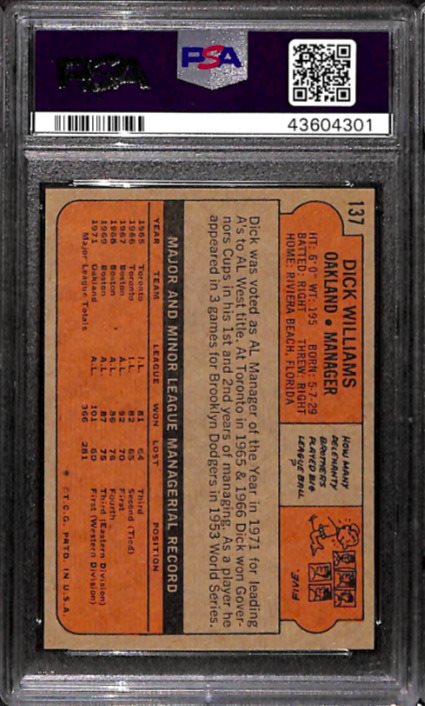 PSA
PSA
43604301
137
DICK WILLIAMS
OAKLAND • MANAGER
HT: 6'0" WT: 195 BORN: 5-7-29
BATTED: RIGHT THREW: RIGHT
HOME: RIVIERA BEACH, FLORIDA
HOW MANY
DELEHANTY
BROTHERS
PLAYED BIG
LEAGUE BALL
?
FIVE.
Dick was voted as AL Manager of the Year in 1971 for leading
A's to AL West title. At Toronto in 1965 & 1966 Dick won Gover-
nors Cups in his 1st and 2nd years of managing. As a player he
appeared in 3 games for Brooklyn Dodgers in 1953 World Series.
MAJOR AND MINOR LEAGUE MANAGERIAL RECORD
YEAR TEAM LEAGUE WON LOST POSITION
1965 Toronto I.L. 81 64 Third
1966 Toronto I.L. 82 65 Second (Tied)
1967 Boston A.L. 92 70 First
1968 Boston A.L. 86 76 Fourth
1969 Boston A.L. 87 75 Third (Eastern Division)
1971 Oakland A.L. 101 60 First (Western Division)
Major League Totals 366 281
© T.C.G. PRTD. IN U.S.A.